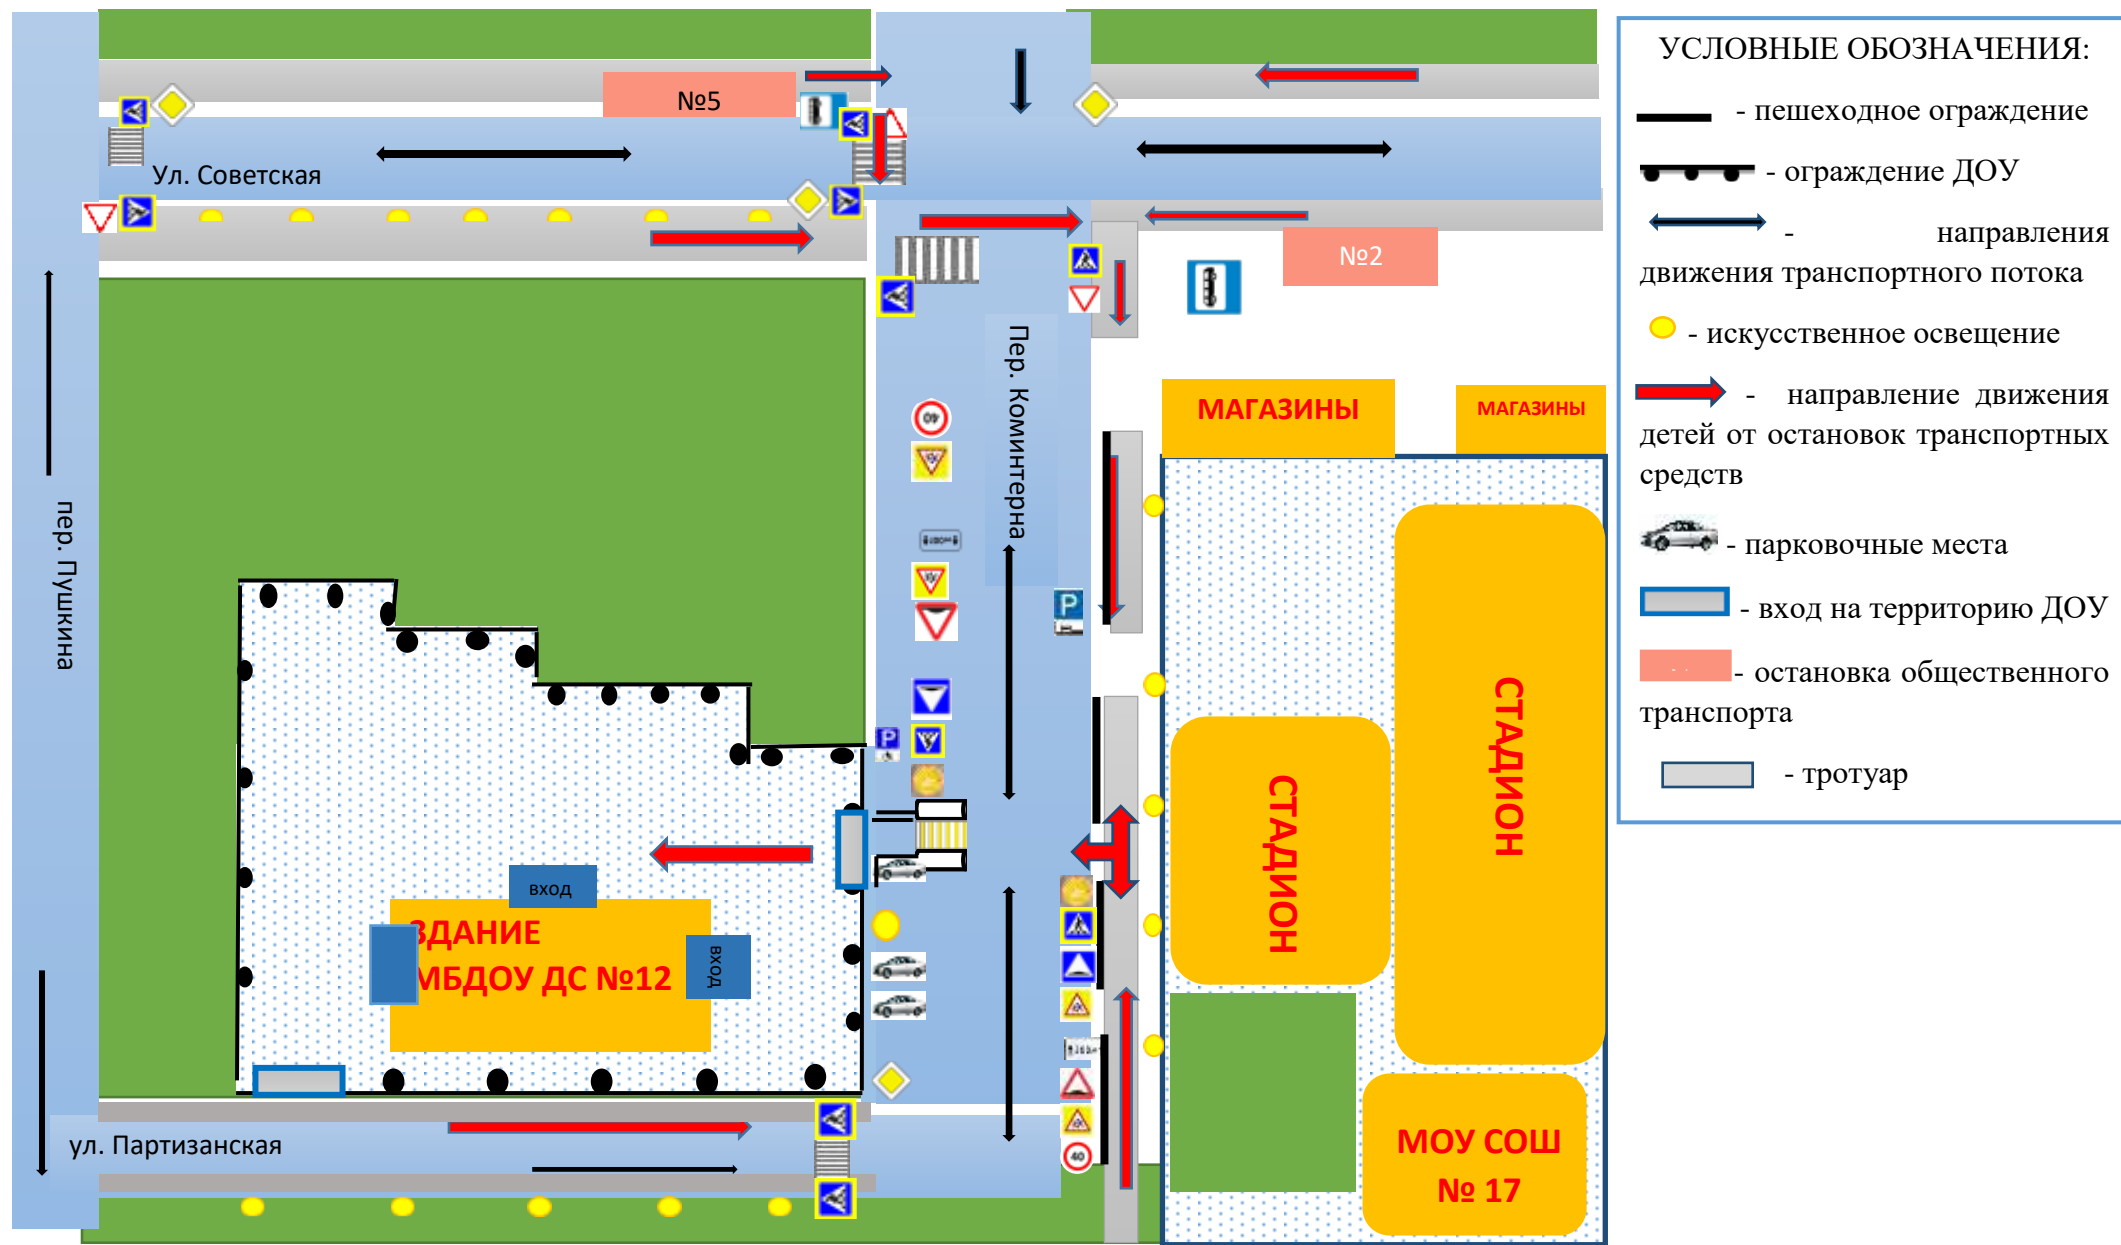 №5
Ул. Советская
№2
Пер. Коминтерна
пер. Пушкина
40
МАГАЗИНЫ
МАГАЗИНЫ
P
P
СТАДИОН
СТАДИОН
вход
ЗДАНИЕ
МБДОУ ДС №12
вход
ул. Партизанская
40
МОУ СОШ
№ 17
УСЛОВНЫЕ ОБОЗНАЧЕНИЯ:
- пешеходное ограждение
- ограждение ДОУ
- направления
движения транспортного потока
- искусственное освещение
- направление движения
детей от остановок транспортных
средств
- парковочные места
- вход на территорию ДОУ
- остановка общественного
транспорта
- тротуар